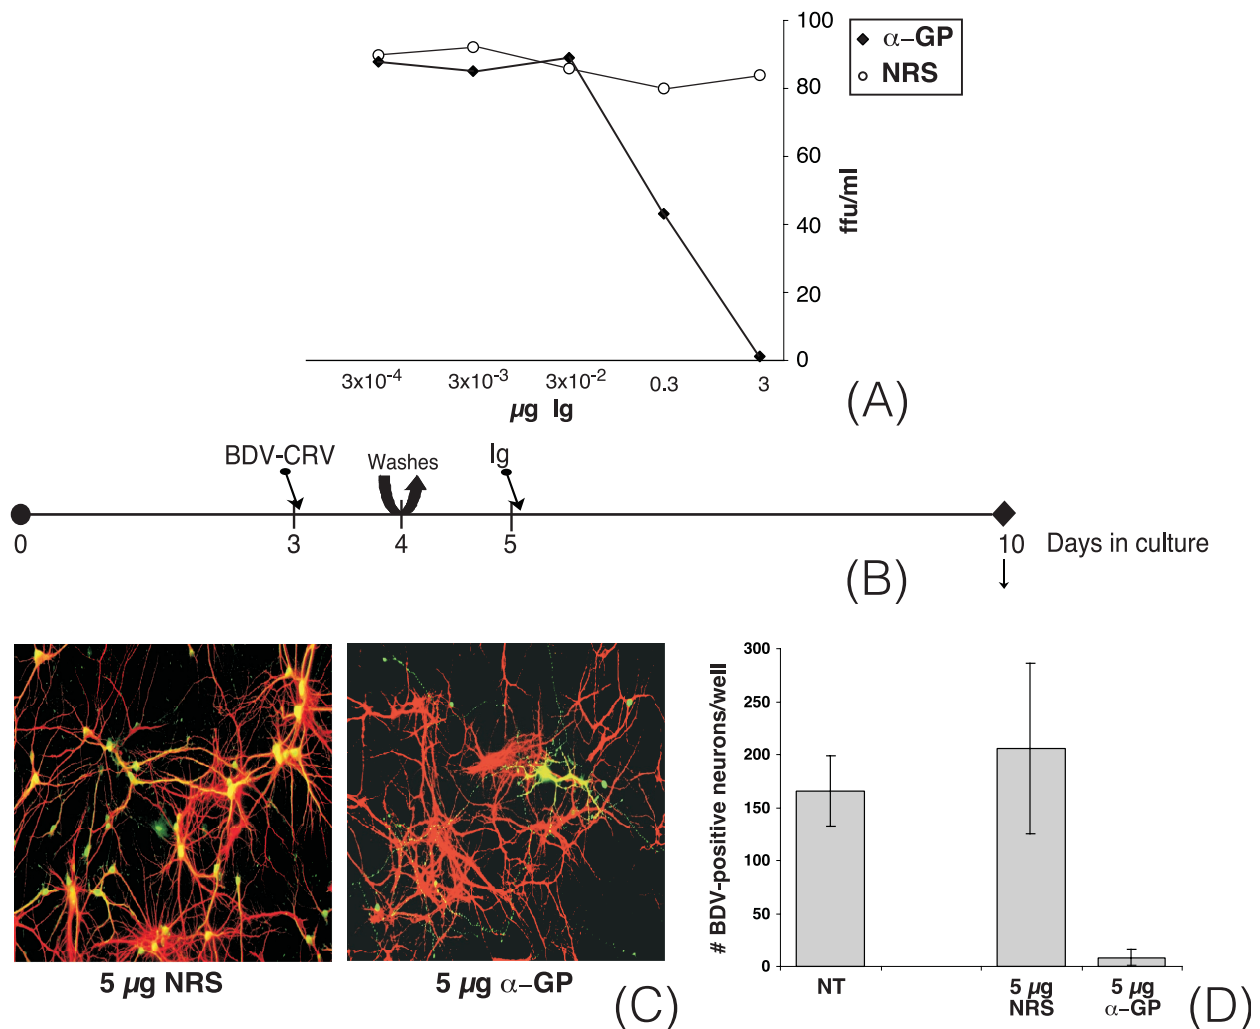 100
80
60
40
20
0
ffu/ml
α–GP
NRS
3x10⁻⁴ 3x10⁻³ 3x10⁻² 0.3 3
µg Ig
(A)
BDV-CRV Washes Ig
0 3 4 5 10 Days in culture
(B)
5 µg NRS
5 µg α–GP
(C)
# BDV-positive neurons/well
300
250
200
150
100
50
0
NT
5 µg
NRS
5 µg
α–GP
(D)